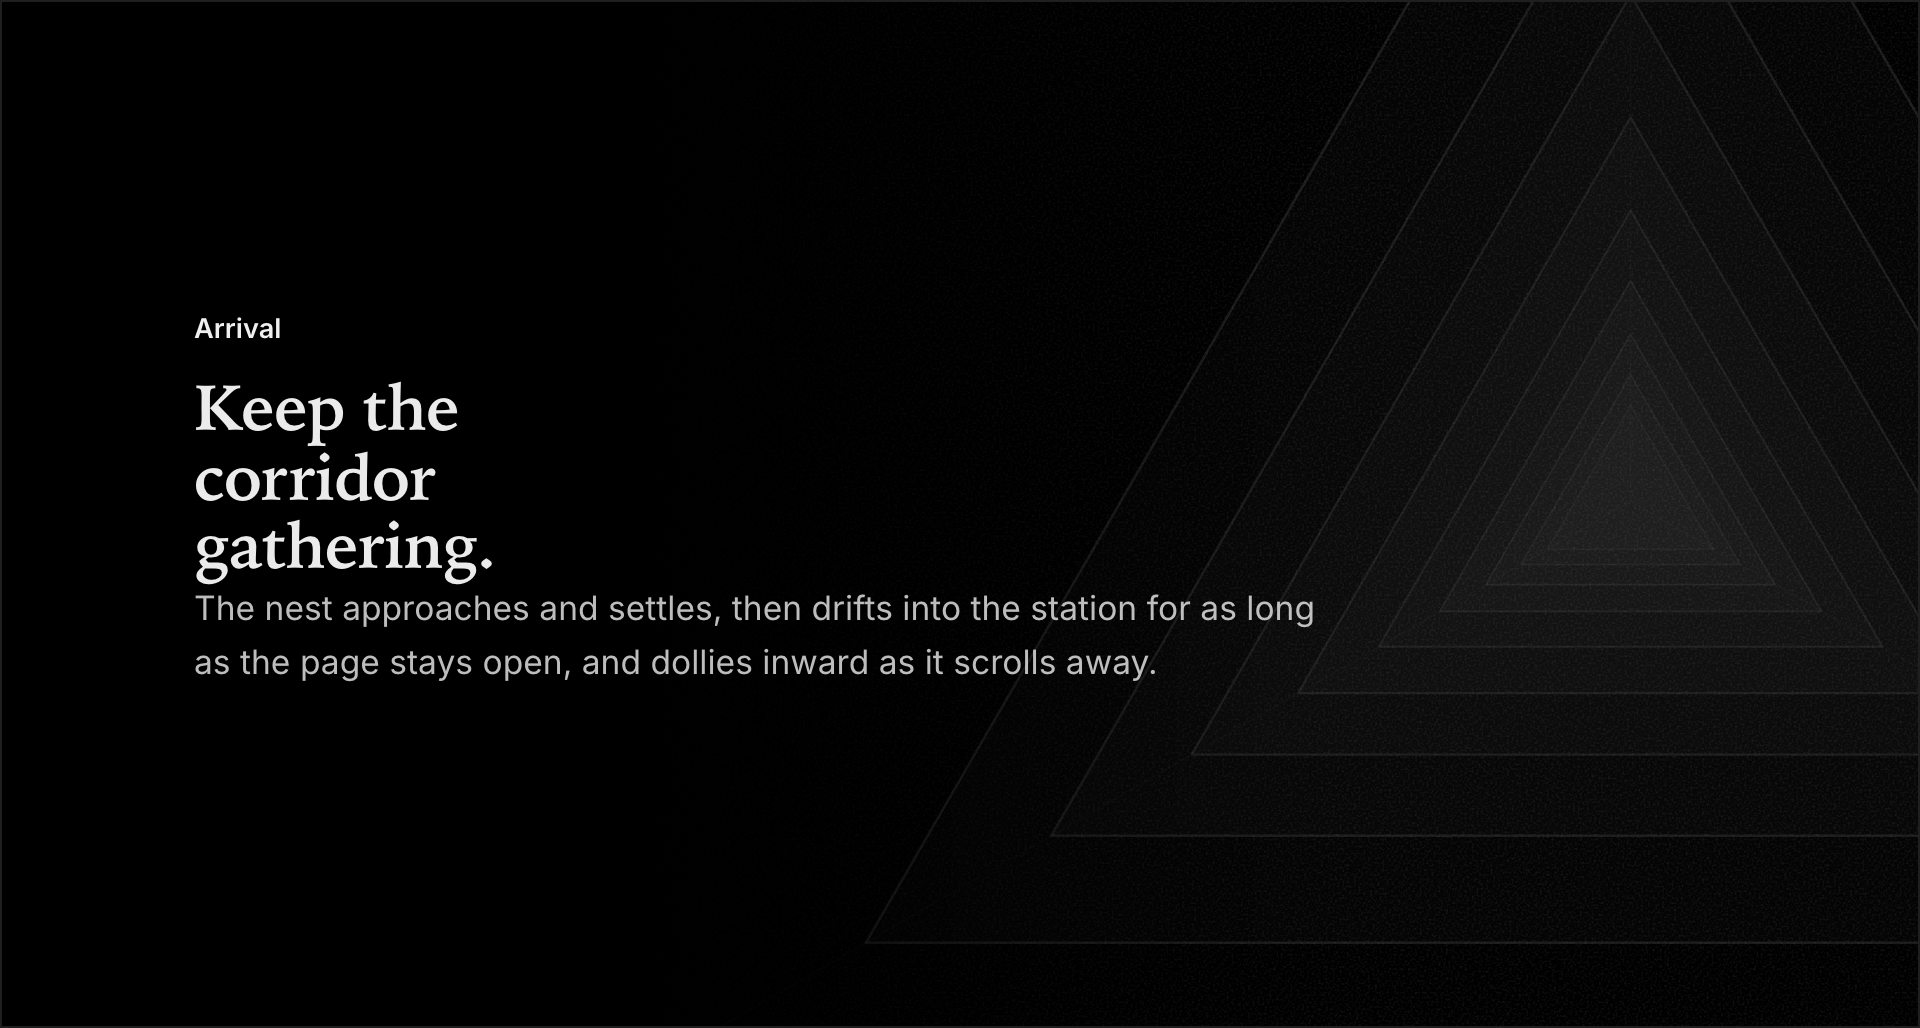 Arrival
Keep the
corridor
gathering.
The nest approaches and settles, then drifts into the station for as long
as the page stays open, and dollies inward as it scrolls away.